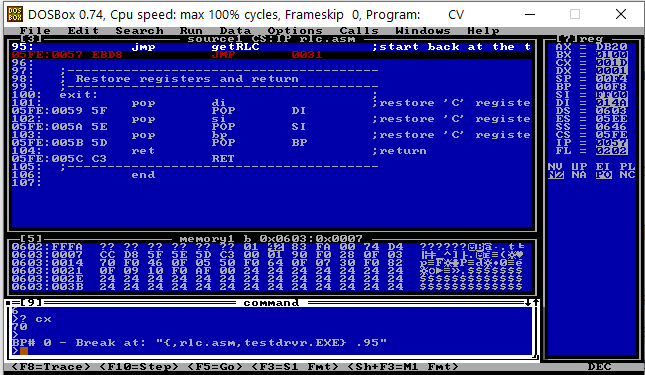 DOSBox 0.74, Cpu speed: max 100% cycles, Frameskip 0, Program: CV
File Edit Search Run Data Options Calls Windows Help
[3] source1 CS:IP rlc.asm
95: jmp getRLC ;start back at the t
05FE:0057 EBD8 JMP 0031
96:
97: ;---------------------------------------
98: ; Restore registers and return
99: ;---------------------------------------
100: exit:
101: pop di ;restore 'C' registe
05FE:0059 5F POP DI
102: pop si ;restore 'C' registe
05FE:005A 5E POP SI
103: pop bp ;restore 'C' registe
05FE:005B 5D POP BP
104: ret ;return
05FE:005C C3 RET
105: ;---------------------------------------
106: end
107:
[7]reg
AX = DB20
BX = 0100
CX = 001D
DX = 0001
SP = 00F4
BP = 00F8
SI = FF00
DI = 014A
DS = 0603
ES = 05EE
SS = 0646
CS = 05FE
IP = 0057
FL = 0202
NV UP EI PL
NZ NA PO NC
[5] memory1 b 0x0603:0x0007
0602:FFFA ?? ?? ?? ?? ?? ?? 01 42 83 FA 00 74 D4
0603:0007 CC D8 5F 5E 5D C3 00 01 90 F0 28 0F 03
0603:0014 70 F0 46 0F 05 50 F0 64 0F 07 30 F0 82
0603:0021 0F 09 10 F0 AF 00 24 24 24 24 24 24 24
0603:002E 24 24 24 24 24 24 24 24 24 24 24 24 24
0603:003B 24 24 24 24 24 24 24 24 24 24 24 24 24
[9] command
6
>? cx
70
>
BP# 0 - Break at: "{,rlc.asm,testdrvr.EXE} .95"
>
<F8=Trace> <F10=Step> <F5=Go> <F3=S1 Fmt> <Sh+F3=M1 Fmt> DEC